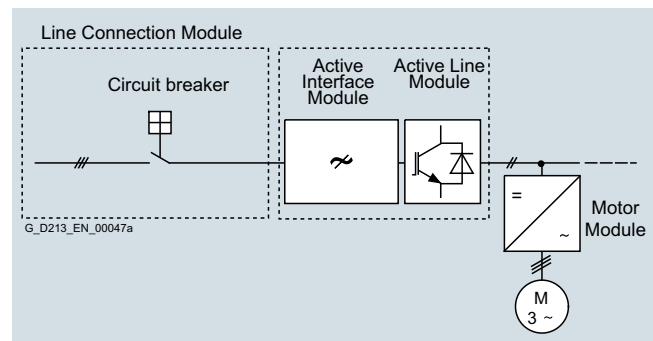 Line Connection Module
Circuit breaker
Active
Interface
Module
Active Line
Module
=
~
Motor
Module
G_D213_EN_00047a
M
3 ~